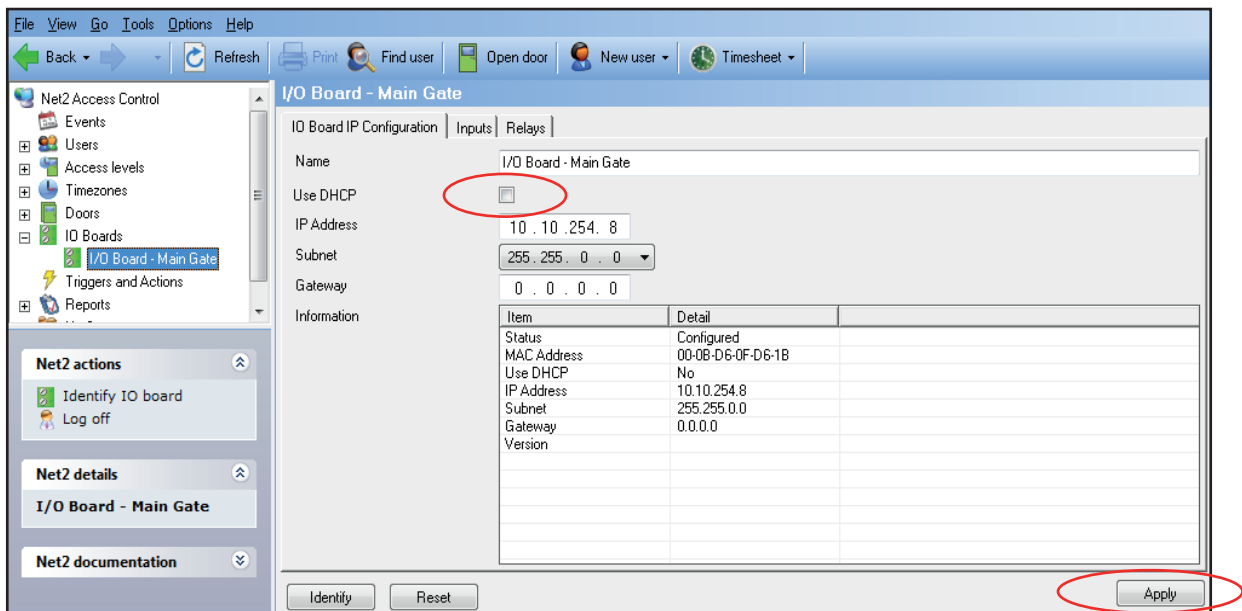 File View Go Tools Options Help
Back Refresh Print Find user Open door New user Timesheet
Net2 Access Control
Events
Users
Access levels
Timezones
Doors
IO Boards
I/O Board - Main Gate
Triggers and Actions
Reports
Net2 actions
Identify IO board
Log off
Net2 details
I/O Board - Main Gate
Net2 documentation
I/O Board - Main Gate
IO Board IP Configuration Inputs Relays
Name I/O Board - Main Gate
Use DHCP
IP Address 10 . 10 .254. 8
Subnet 255 . 255 . 0 . 0
Gateway 0 . 0 . 0 . 0
Information
Item Detail
Status Configured
MAC Address 00-0B-D6-0F-D6-1B
Use DHCP No
IP Address 10.10.254.8
Subnet 255.255.0.0
Gateway 0.0.0.0
Version
Identify Reset Apply